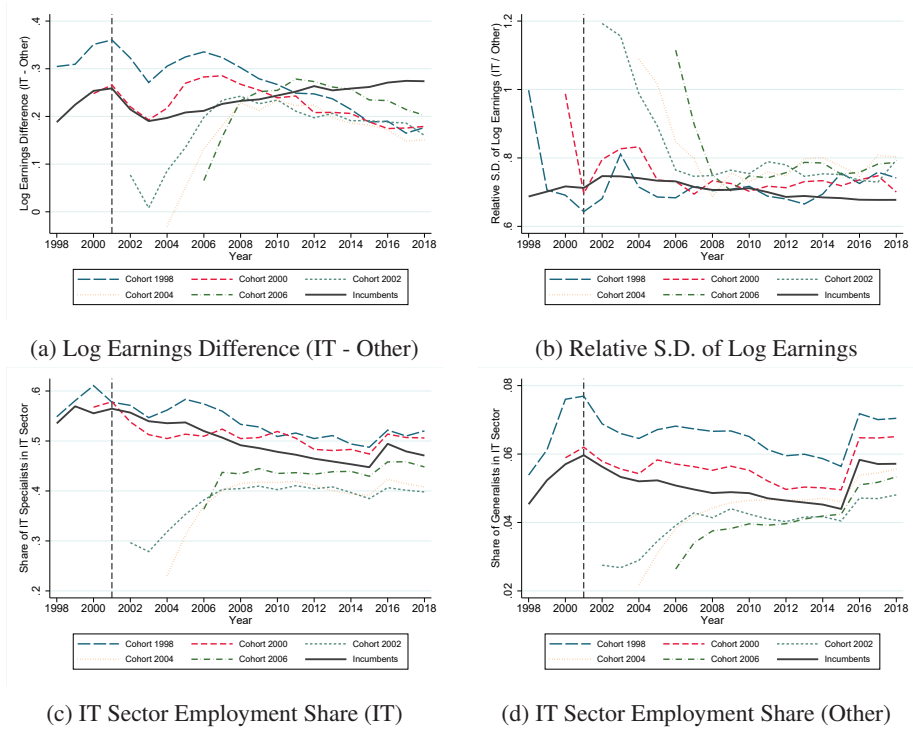 Log Earnings Difference (IT - Other)
.4
.3
.2
.1
0
1998 2000 2002 2004 2006 2008 2010 2012 2014 2016 2018
Year
Cohort 1998 Cohort 2000 Cohort 2002
Cohort 2004 Cohort 2006 Incumbents
(a) Log Earnings Difference (IT - Other)
Relative S.D. of Log Earnings (IT / Other)
1.2
1
.8
.6
1998 2000 2002 2004 2006 2008 2010 2012 2014 2016 2018
Year
Cohort 1998 Cohort 2000 Cohort 2002
Cohort 2004 Cohort 2006 Incumbents
(b) Relative S.D. of Log Earnings
Share of IT Specialists in IT Sector
.6
.5
.4
.3
.2
1998 2000 2002 2004 2006 2008 2010 2012 2014 2016 2018
Year
Cohort 1998 Cohort 2000 Cohort 2002
Cohort 2004 Cohort 2006 Incumbents
(c) IT Sector Employment Share (IT)
Share of Generalists in IT Sector
.08
.06
.04
.02
1998 2000 2002 2004 2006 2008 2010 2012 2014 2016 2018
Year
Cohort 1998 Cohort 2000 Cohort 2002
Cohort 2004 Cohort 2006 Incumbents
(d) IT Sector Employment Share (Other)